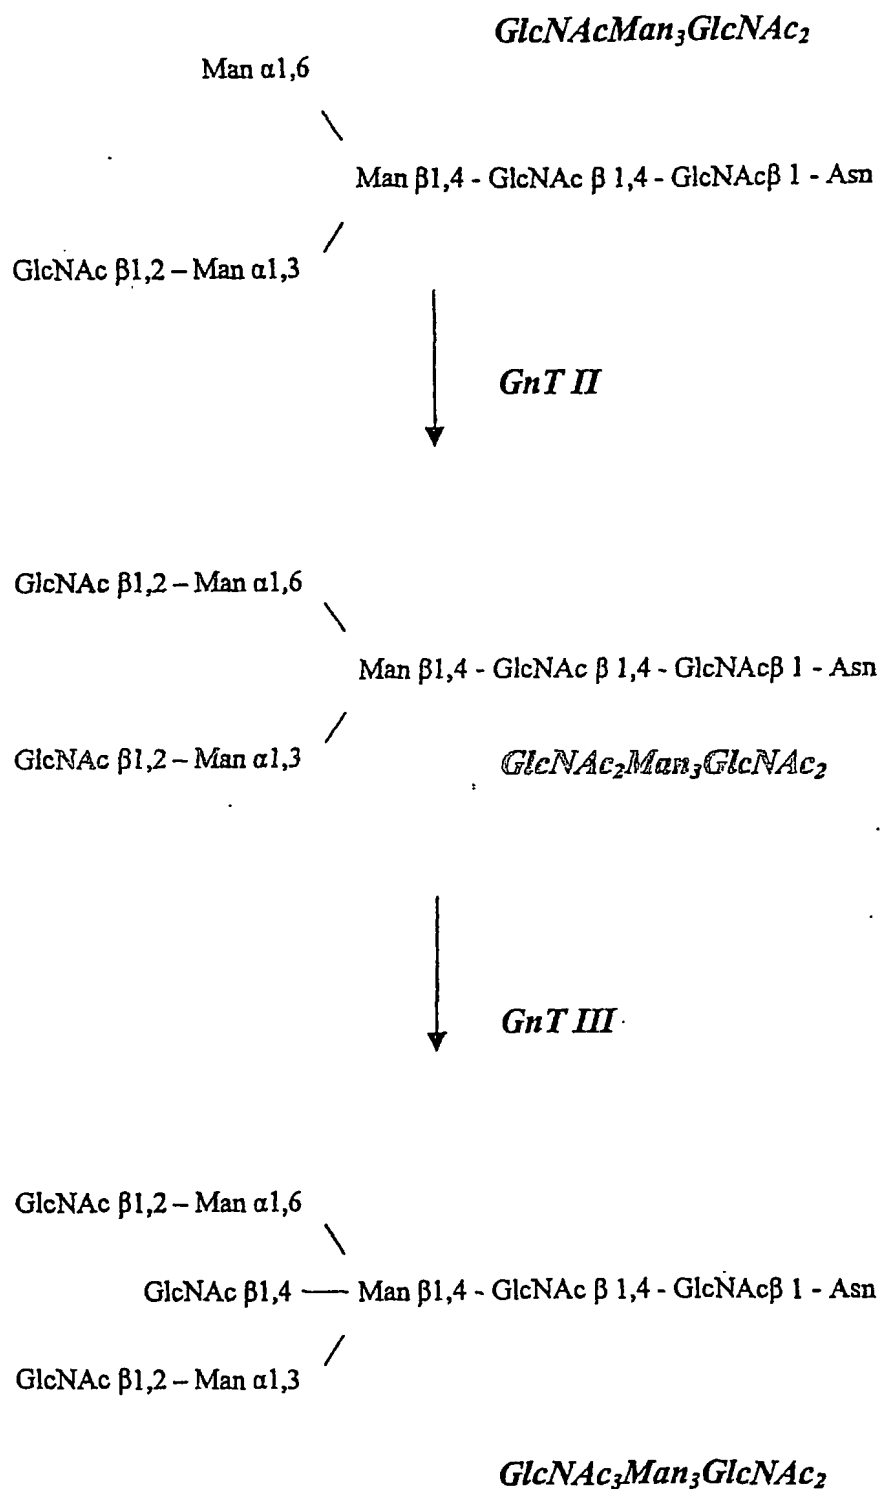 GlcNAcMan₃GlcNAc₂
Man α1,6
\
Man β1,4 - GlcNAc β 1,4 - GlcNAcβ 1 - Asn
/
GlcNAc β1,2 – Man α1,3
GnT II
GlcNAc β1,2 – Man α1,6
\
Man β1,4 - GlcNAc β 1,4 - GlcNAcβ 1 - Asn
/
GlcNAc β1,2 – Man α1,3
GlcNAc₂Man₃GlcNAc₂
GnT III
GlcNAc β1,2 – Man α1,6
\
GlcNAc β1,4 — Man β1,4 - GlcNAc β 1,4 - GlcNAcβ 1 - Asn
/
GlcNAc β1,2 – Man α1,3
GlcNAc₃Man₃GlcNAc₂